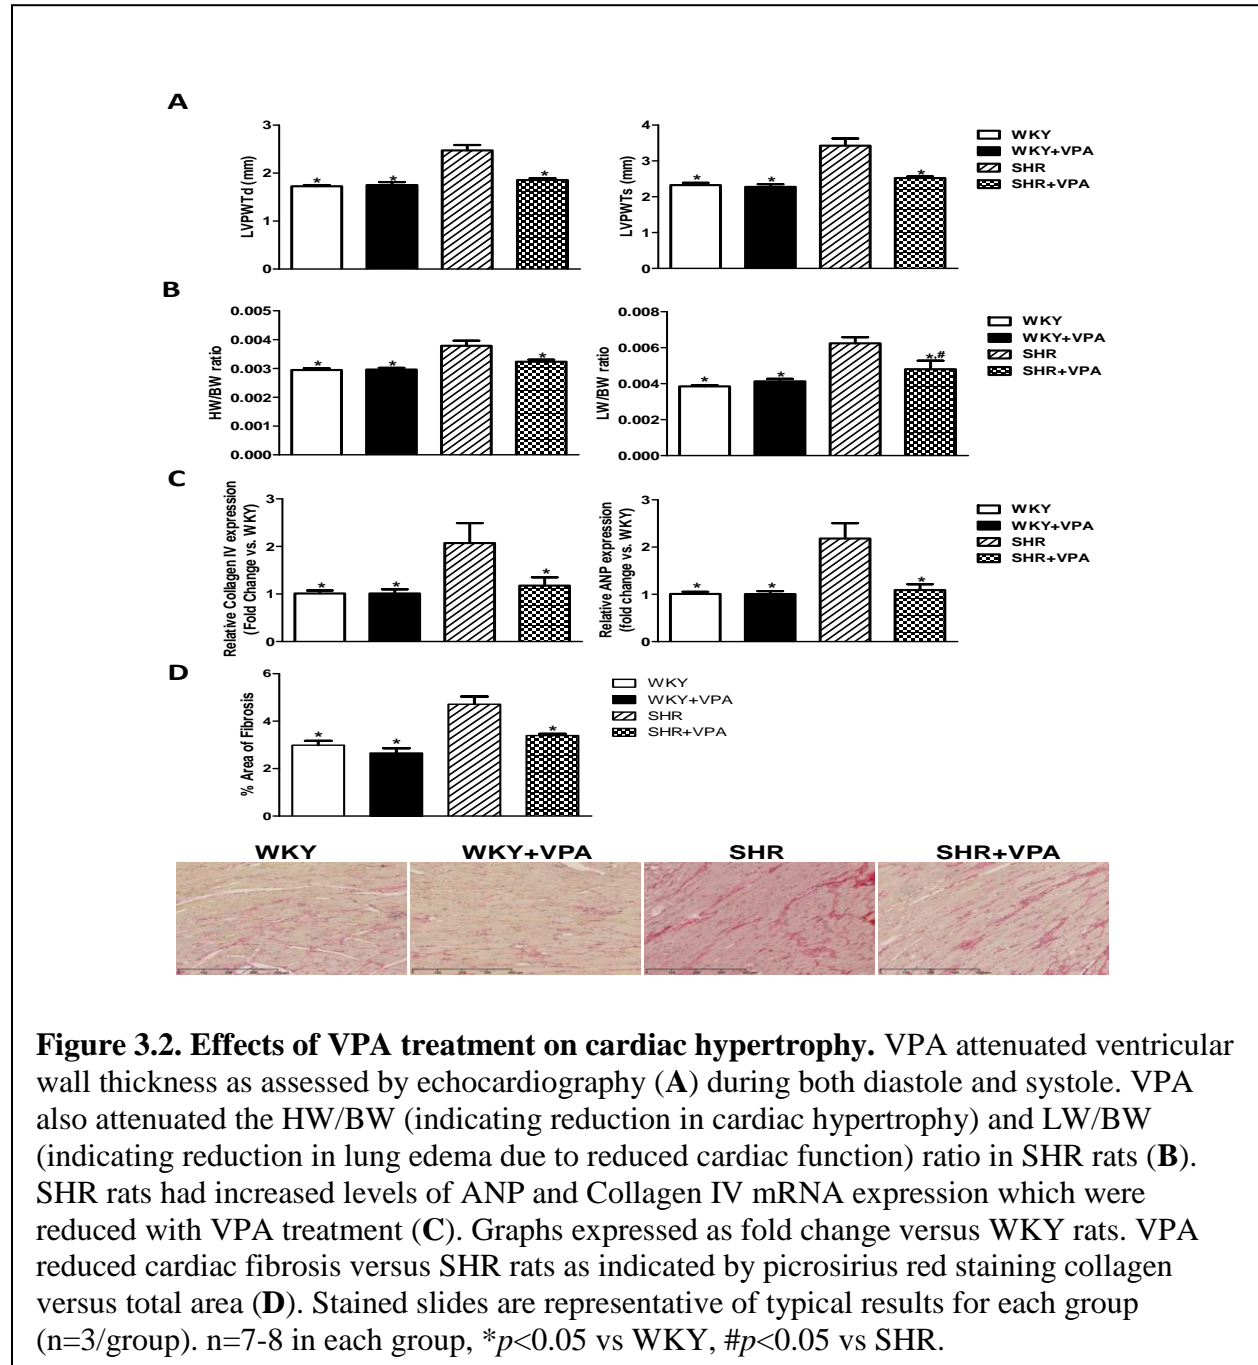 A
LVPWTd (mm)
3
2
1
0
*
*
*
LVPWTs (mm)
4
3
2
1
0
*
*
*
WKY
WKY+VPA
SHR
SHR+VPA
B
HW/BW ratio
0.005
0.004
0.003
0.002
0.001
0.000
*
*
*
LW/BW ratio
0.008
0.006
0.004
0.002
0.000
*
*
*,#
WKY
WKY+VPA
SHR
SHR+VPA
C
Relative Collagen IV expression
(Fold Change vs. WKY)
3
2
1
0
*
*
*
Relative ANP expression
(fold change vs. WKY)
3
2
1
0
*
*
*
WKY
WKY+VPA
SHR
SHR+VPA
D
% Area of Fibrosis
6
4
2
0
*
*
*
WKY
WKY+VPA
SHR
SHR+VPA
WKY WKY+VPA SHR SHR+VPA
Figure 3.2. Effects of VPA treatment on cardiac hypertrophy. VPA attenuated ventricular
wall thickness as assessed by echocardiography (A) during both diastole and systole. VPA
also attenuated the HW/BW (indicating reduction in cardiac hypertrophy) and LW/BW
(indicating reduction in lung edema due to reduced cardiac function) ratio in SHR rats (B).
SHR rats had increased levels of ANP and Collagen IV mRNA expression which were
reduced with VPA treatment (C). Graphs expressed as fold change versus WKY rats. VPA
reduced cardiac fibrosis versus SHR rats as indicated by picrosirius red staining collagen
versus total area (D). Stained slides are representative of typical results for each group
(n=3/group). n=7-8 in each group, *p<0.05 vs WKY, #p<0.05 vs SHR.